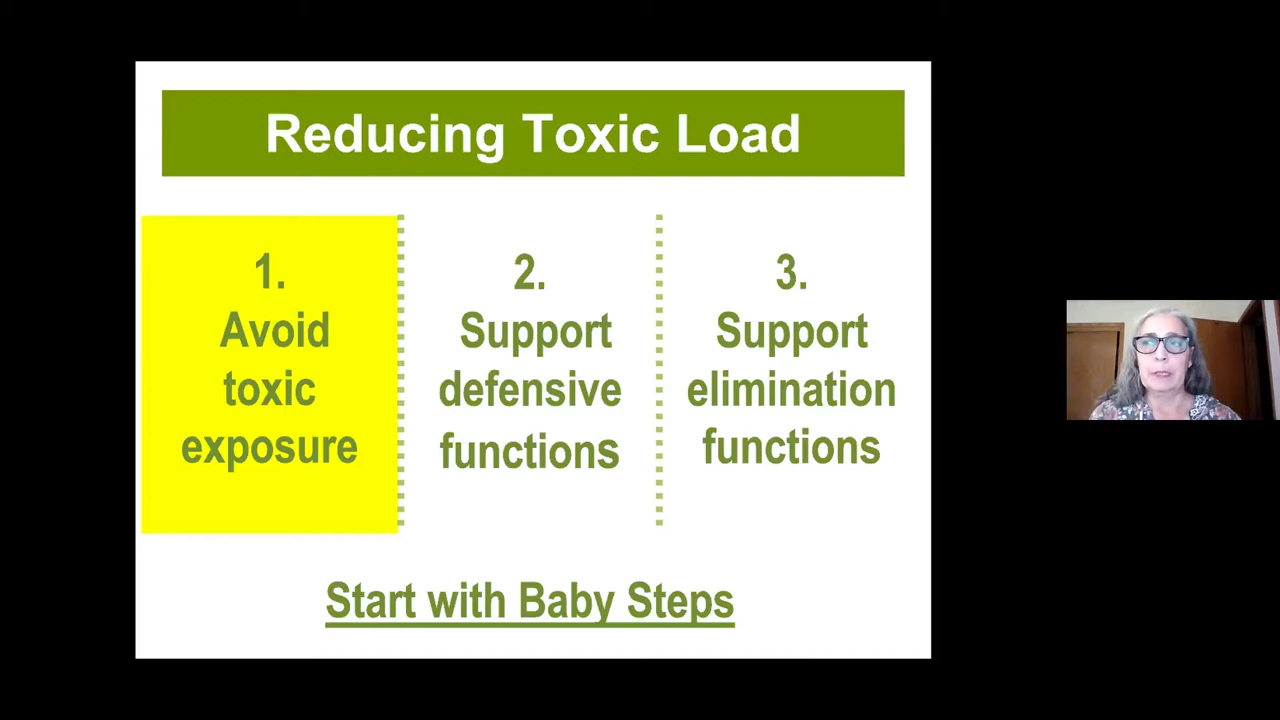 Reducing Toxic Load
1.
Avoid
toxic
exposure
2.
Support
defensive
functions
3.
Support
elimination
functions
Start with Baby Steps